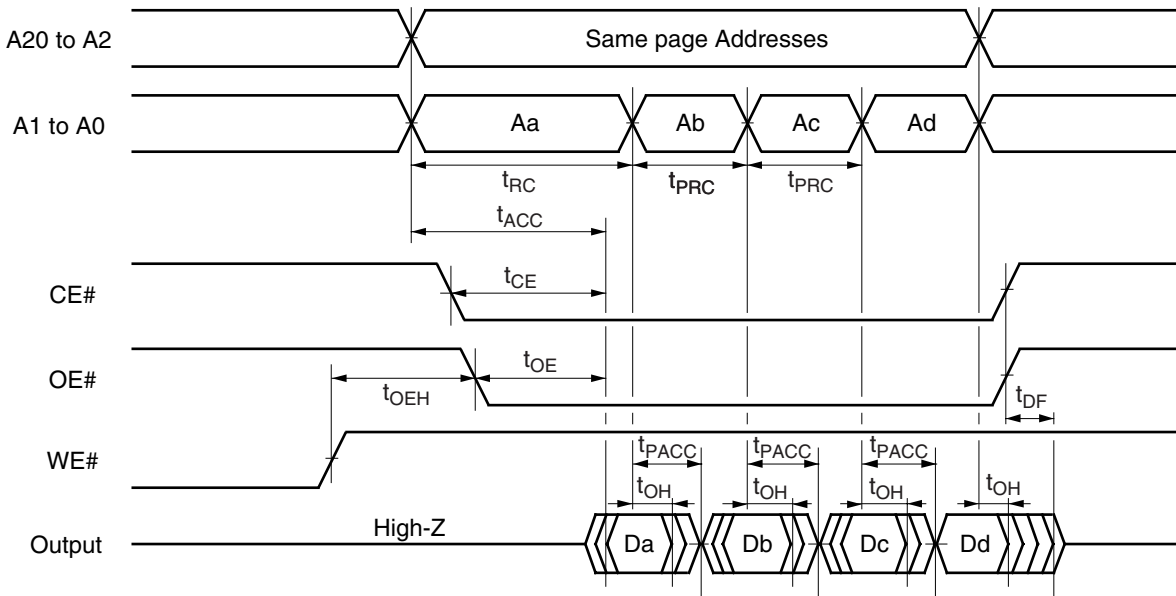 A20 to A2
Same page Addresses
A1 to A0
Aa
Ab
Ac
Ad
tRC
tPRC
tPRC
tACC
CE#
tCE
OE#
tOE
tOEH
tDF
WE#
tPACC
tPACC
tPACC
tOH
tOH
tOH
tOH
Output
High-Z
Da
Db
Dc
Dd